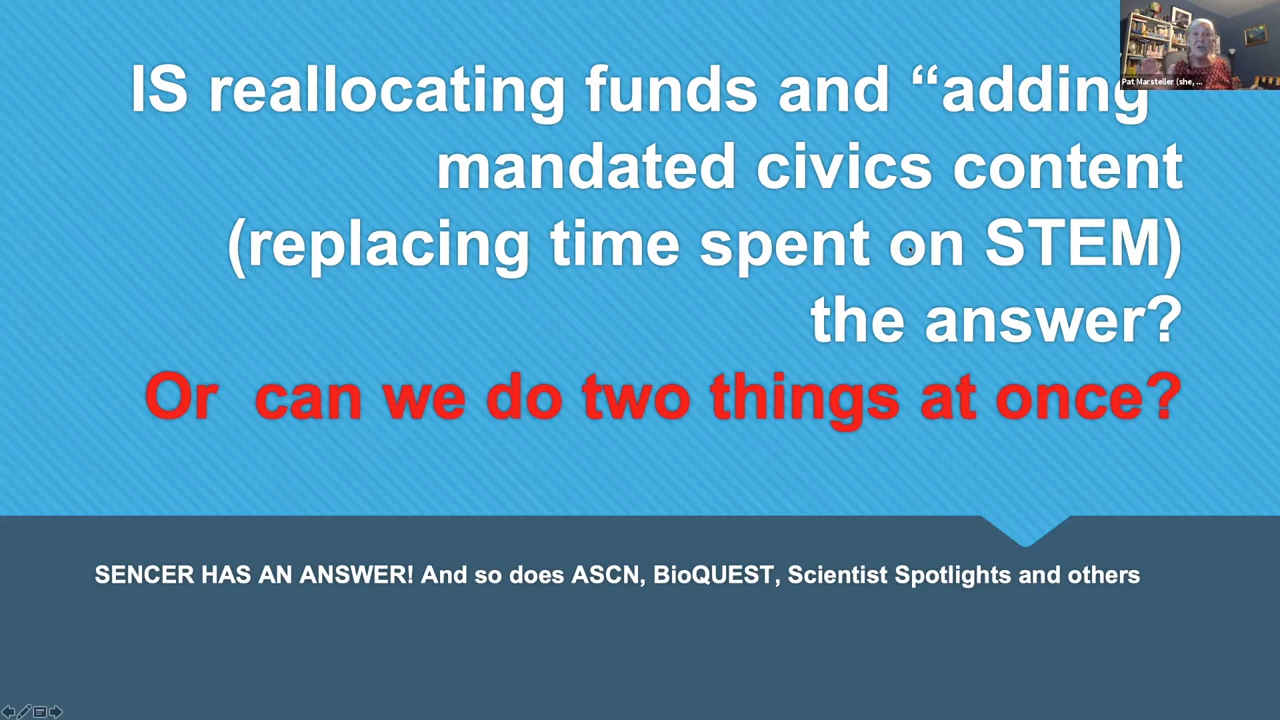 IS reallocating funds and “adding
mandated civics content
(replacing time spent on STEM)
the answer?
Or can we do two things at once?
SENCER HAS AN ANSWER! And so does ASCN, BioQUEST, Scientist Spotlights and others
Pat Marsteller (she, ...